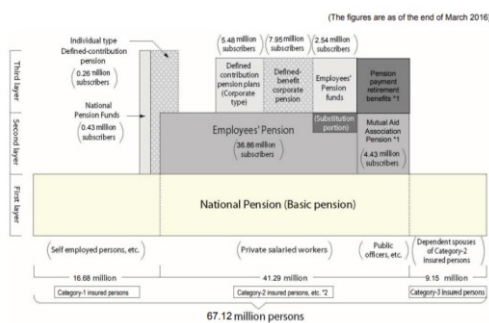 (The figures are as of the end of March 2016)
Individual type
Defined-contribution
pension
(0.26 million
subscribers)
National
Pension Funds
(0.43 million
subscribers)
(5.48 million
subscribers)
(7.95 million
subscribers)
(2.54 million
subscribers)
Third layer
Defined
contribution
pension plans
(Corporate
type)
Defined-
benefit
corporate
pension
Employees'
Pension
funds
Pension
payment
retirement
benefits *1
Second layer
Employees' Pension
(36.86 million
subscribers)
(Substitution
portion)
Mutual Aid
Association
Pension *1
(4.43 million
subscribers)
First layer
National Pension (Basic pension)
(Self employed persons, etc.)
(Private salaried workers)
(Public
officers, etc.)
(Dependent spouses
of Category-2
Insured persons)
16.68 million
41.29 million
9.15 million
Category-1 insured persons
Category-2 insured persons, etc. *2
Category-3 Insured persons
67.12 million persons